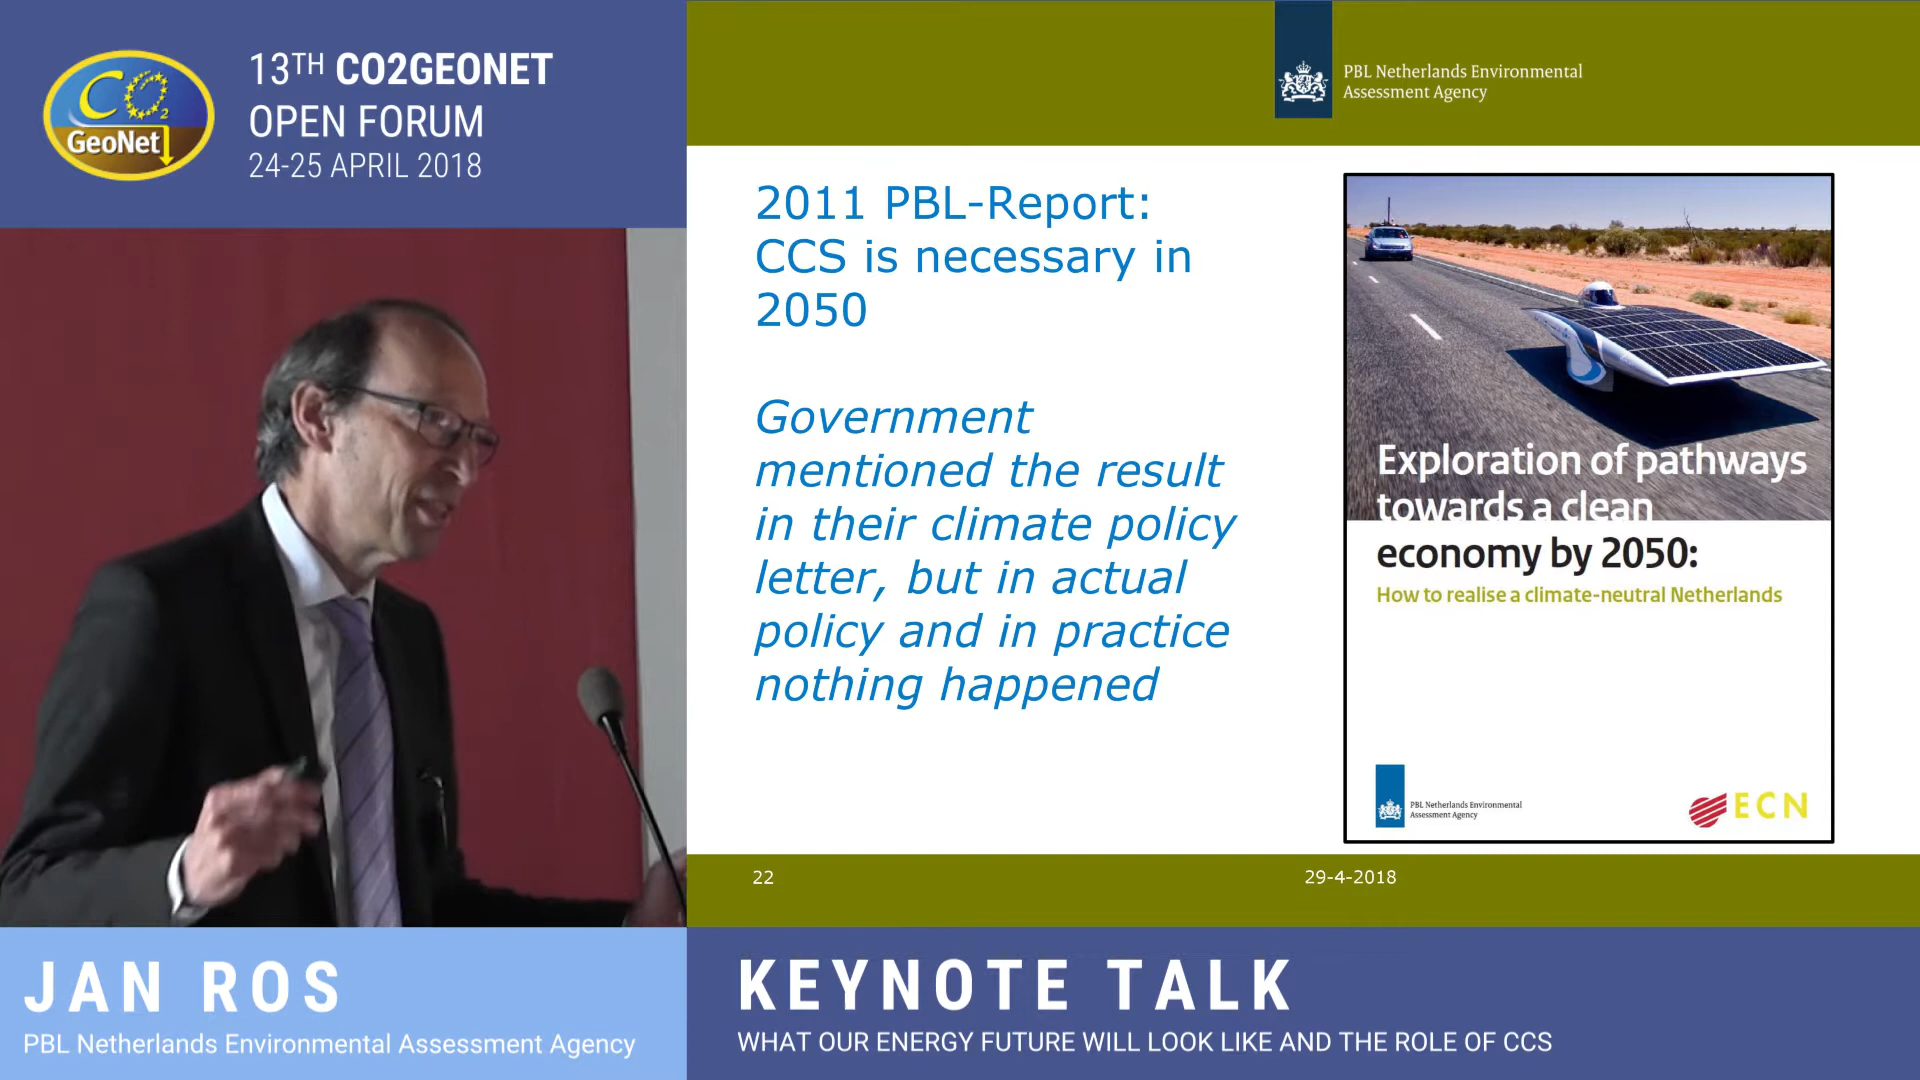 CO2
GeoNet
13TH CO2GEONET
OPEN FORUM
24-25 APRIL 2018
PBL Netherlands Environmental
Assessment Agency
2011 PBL-Report:
CCS is necessary in
2050
Government
mentioned the result
in their climate policy
letter, but in actual
policy and in practice
nothing happened
Exploration of pathways
towards a clean
economy by 2050:
How to realise a climate-neutral Netherlands
PBL Netherlands Environmental
Assessment Agency
ECN
22
29-4-2018
JAN ROS
PBL Netherlands Environmental Assessment Agency
KEYNOTE TALK
WHAT OUR ENERGY FUTURE WILL LOOK LIKE AND THE ROLE OF CCS